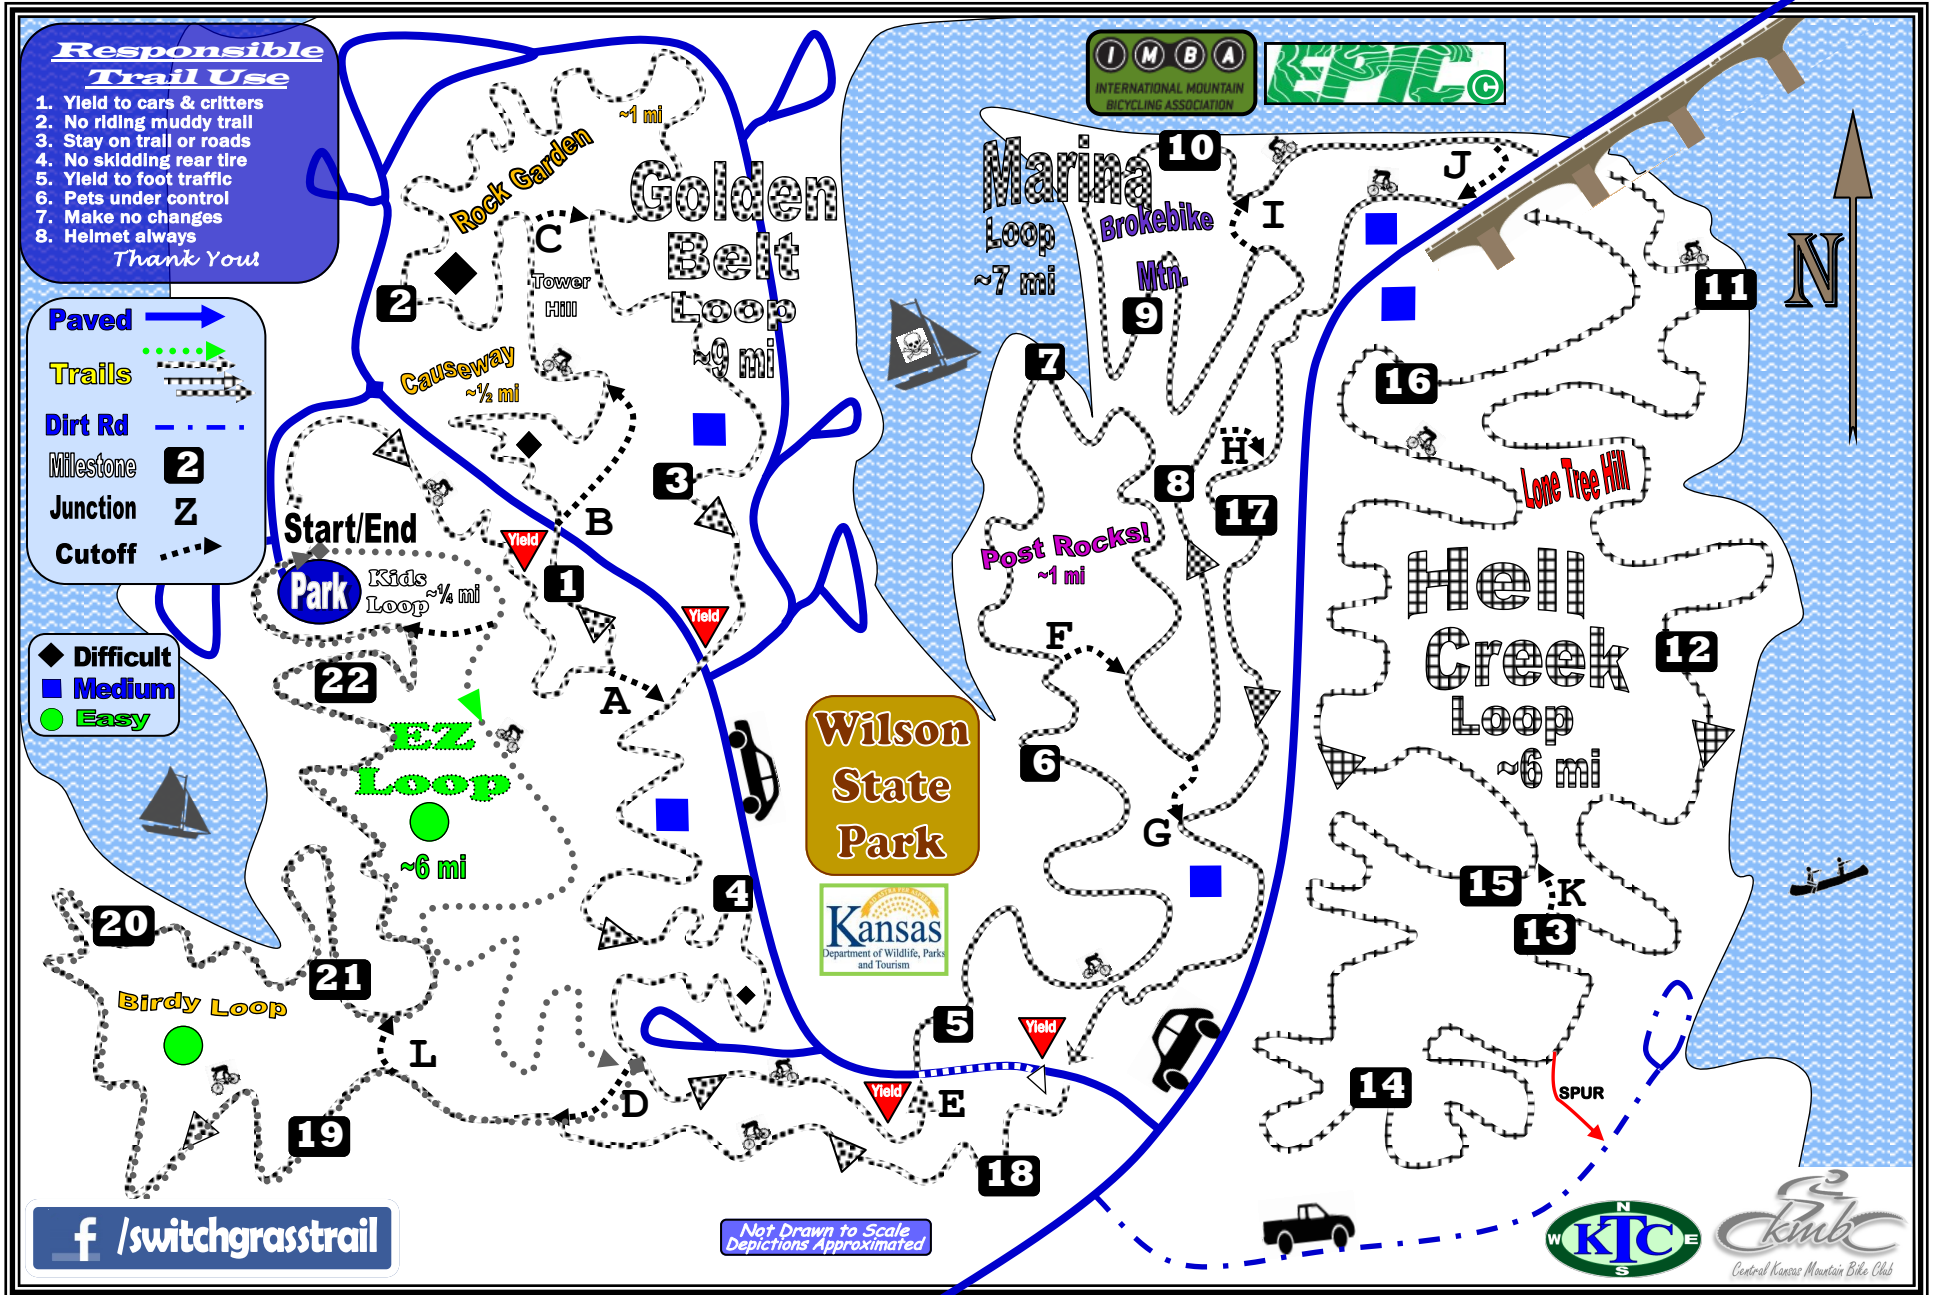 Responsible
Trail Use
1. Yield to cars & critters
2. No riding muddy trail
3. Stay on trail or roads
4. No skidding rear tire
5. Yield to foot traffic
6. Pets under control
7. Make no changes
8. Helmet always
Thank You!
Paved
Trails
Dirt Rd
Milestone 2
Junction Z
Cutoff
Difficult
Medium
Easy
I M B A
INTERNATIONAL MOUNTAIN
BICYCLING ASSOCIATION
EPIC ©
N
~1 mi
Rock Garden
Golden
Belt
Loop
~9 mi
C
Tower
Hill
2
Causeway
~½ mi
3
B
Start/End
Park
Kids
Loop
~¼ mi
Yield
1
Yield
A
22
EZ
Loop
~6 mi
4
20
21
Birdy Loop
L
19
D
Marina
Loop
~7 mi
10
Brokebike
Mtn.
I
J
9
7
H
8
17
Post Rocks!
~1 mi
F
6
G
5
Yield
Yield
E
18
11
16
Lone Tree Hill
Hell
Creek
Loop
~6 mi
12
15
K
13
14
SPUR
Wilson
State
Park
Kansas
Department of Wildlife, Parks
and Tourism
/switchgrasstrail
Not Drawn to Scale
Depictions Approximated
N
W KTC E
S
ckmbc
Central Kansas Mountain Bike Club